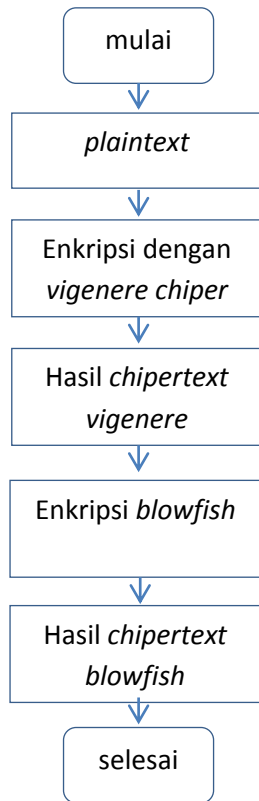 mulai
plaintext
Enkripsi dengan
vigenere chiper
Hasil chipertext
vigenere
Enkripsi blowfish
Hasil chipertext
blowfish
selesai